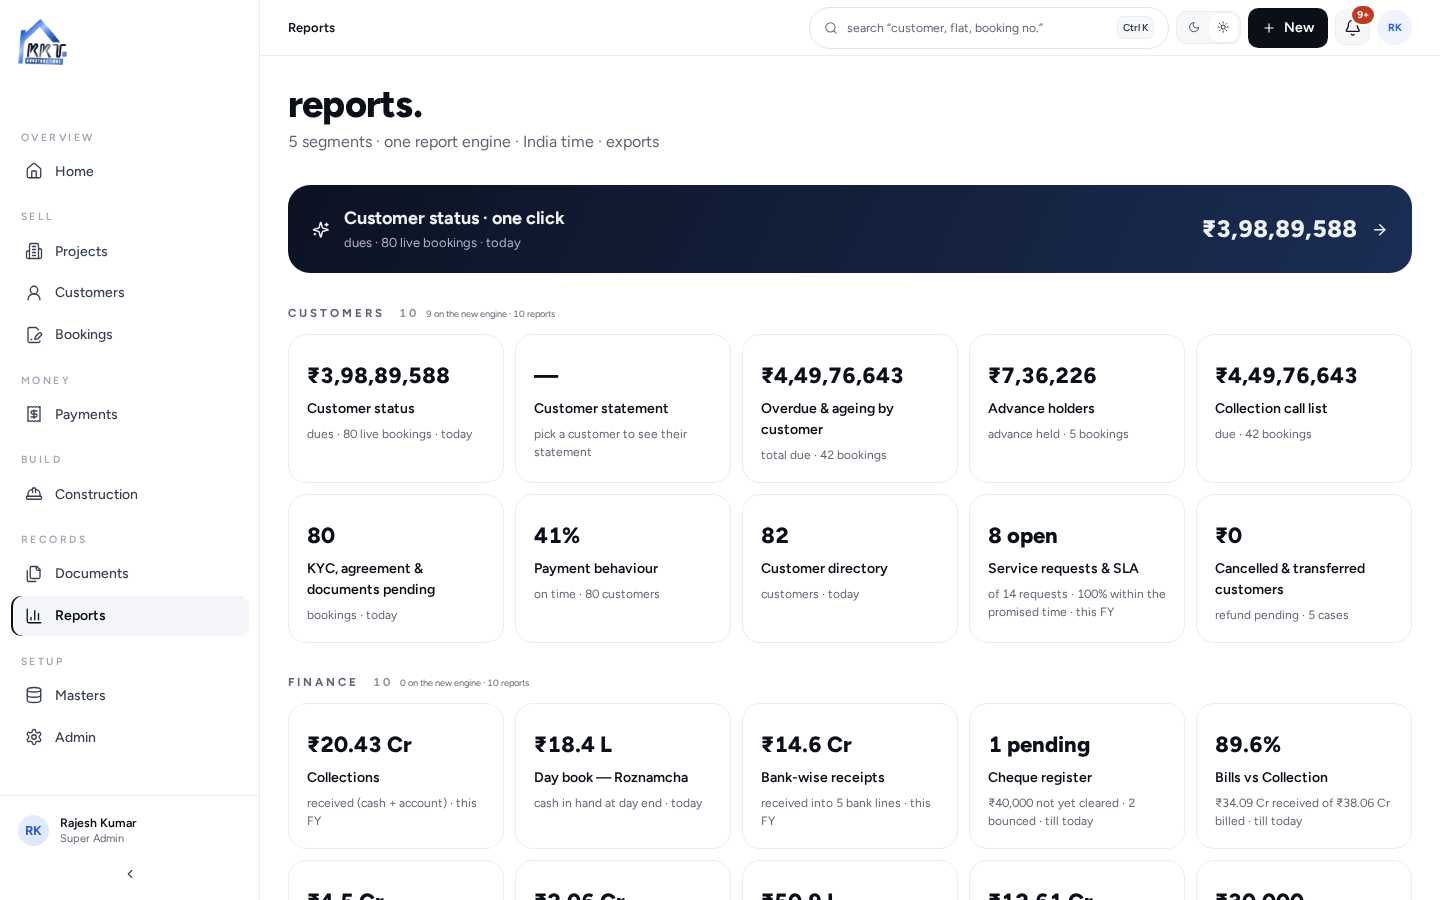 RKT
CONSTRUCTIONS
Reports
search “customer, flat, booking no.”
Ctrl K
New
9+
RK
OVERVIEW
Home
SELL
Projects
Customers
Bookings
MONEY
Payments
BUILD
Construction
RECORDS
Documents
Reports
SETUP
Masters
Admin
RK
Rajesh Kumar
Super Admin
reports.
5 segments · one report engine · India time · exports
Customer status · one click
dues · 80 live bookings · today
₹3,98,89,588
CUSTOMERS 10 9 on the new engine · 10 reports
₹3,98,89,588
Customer status
dues · 80 live bookings · today
—
Customer statement
pick a customer to see their
statement
₹4,49,76,643
Overdue & ageing by
customer
total due · 42 bookings
₹7,36,226
Advance holders
advance held · 5 bookings
₹4,49,76,643
Collection call list
due · 42 bookings
80
KYC, agreement &
documents pending
bookings · today
41%
Payment behaviour
on time · 80 customers
82
Customer directory
customers · today
8 open
Service requests & SLA
of 14 requests · 100% within the
promised time · this FY
₹0
Cancelled & transferred
customers
refund pending · 5 cases
FINANCE 10 0 on the new engine · 10 reports
₹20.43 Cr
Collections
received (cash + account) · this
FY
₹18.4 L
Day book — Roznamcha
cash in hand at day end · today
₹14.6 Cr
Bank-wise receipts
received into 5 bank lines · this
FY
1 pending
Cheque register
₹40,000 not yet cleared · 2
bounced · till today
89.6%
Bills vs Collection
₹34.09 Cr received of ₹38.06 Cr
billed · till today